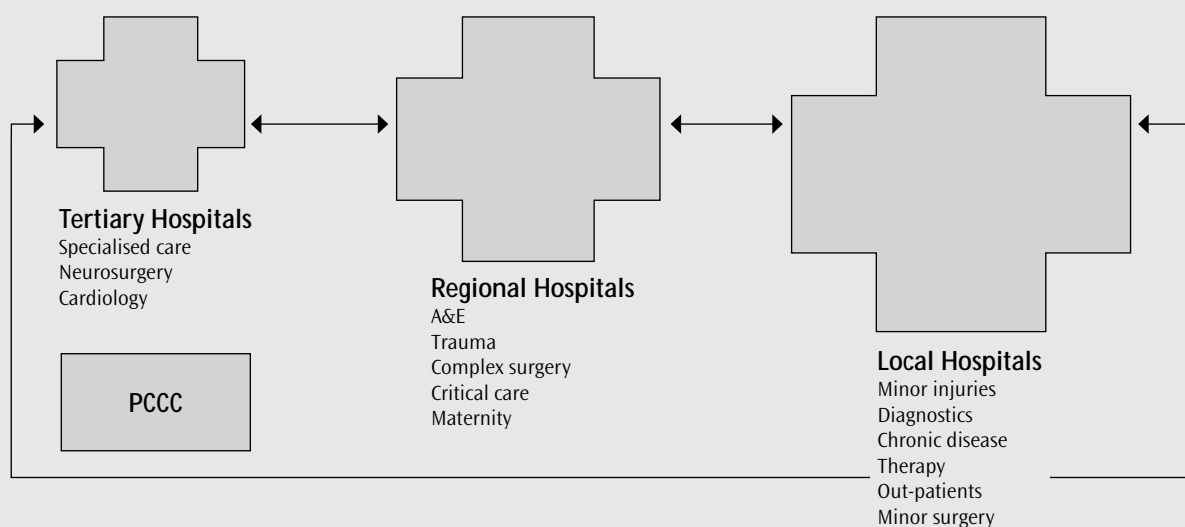 Tertiary Hospitals
Specialised care
Neurosurgery
Cardiology
PCCC
Regional Hospitals
A&E
Trauma
Complex surgery
Critical care
Maternity
Local Hospitals
Minor injuries
Diagnostics
Chronic disease
Therapy
Out-patients
Minor surgery